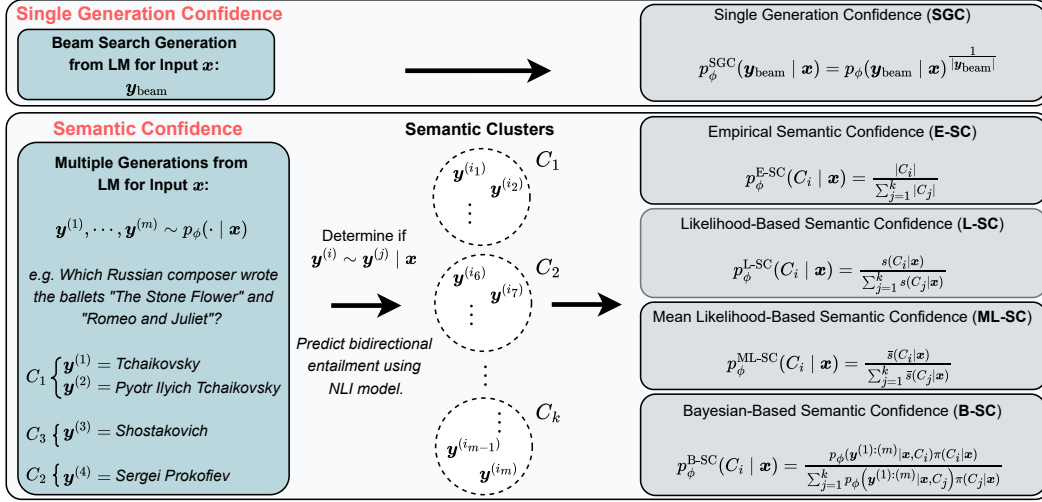 Single Generation Confidence
Beam Search Generation
from LM for Input x:
y_beam
Single Generation Confidence (SGC)
p_ϕ^SGC(y_beam | x) = p_ϕ(y_beam | x)^(1/|y_beam|)
Semantic Confidence
Multiple Generations from
LM for Input x:
y^(1), ⋯, y^(m) ∼ p_ϕ(· | x)
e.g. Which Russian composer wrote
the ballets "The Stone Flower" and
"Romeo and Juliet"?
C_1 { y^(1) = Tchaikovsky
y^(2) = Pyotr Ilyich Tchaikovsky
C_3 { y^(3) = Shostakovich
C_2 { y^(4) = Sergei Prokofiev
Determine if
y^(i) ∼ y^(j) | x
Predict bidirectional
entailment using
NLI model.
Semantic Clusters
C_1
y^(i_1)
y^(i_2)
⋮
C_2
y^(i_6)
y^(i_7)
⋮
⋮
C_k
⋮
y^(i_{m−1})
y^(i_m)
Empirical Semantic Confidence (E-SC)
p_ϕ^E-SC(C_i | x) = |C_i| / ∑_{j=1}^k |C_j|
Likelihood-Based Semantic Confidence (L-SC)
p_ϕ^L-SC(C_i | x) = s(C_i|x) / ∑_{j=1}^k s(C_j|x)
Mean Likelihood-Based Semantic Confidence (ML-SC)
p_ϕ^ML-SC(C_i | x) = s̄(C_i|x) / ∑_{j=1}^k s̄(C_j|x)
Bayesian-Based Semantic Confidence (B-SC)
p_ϕ^B-SC(C_i | x) = p_ϕ(y^(1):(m)|x,C_i)π(C_i|x) / ∑_{j=1}^k p_ϕ(y^(1):(m)|x,C_j)π(C_j|x)